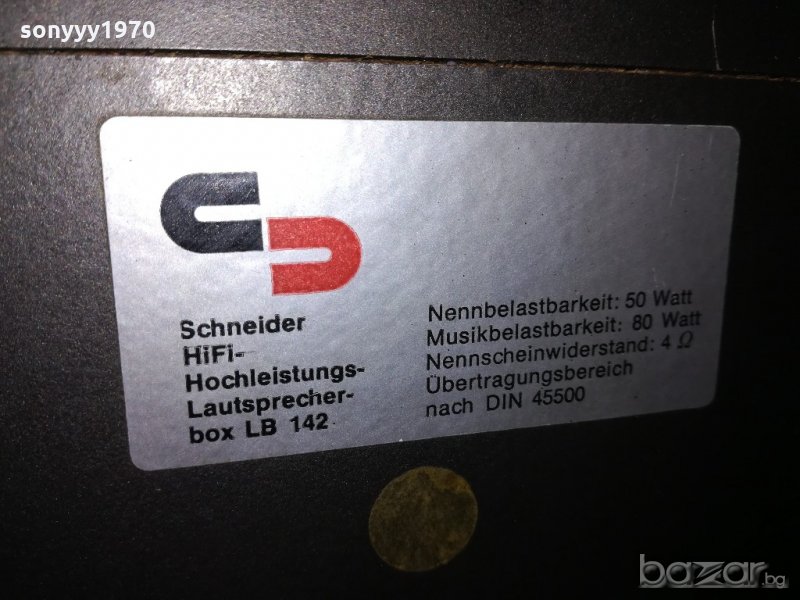 sonyyy1970
Schneider
HiFi-
Hochleistungs-
Lautsprecher-
box LB 142
Nennbelastbarkeit: 50 Watt
Musikbelastbarkeit: 80 Watt
Nennscheinwiderstand: 4 Ω
Übertragungsbereich
nach DIN 45500
bazar.bg